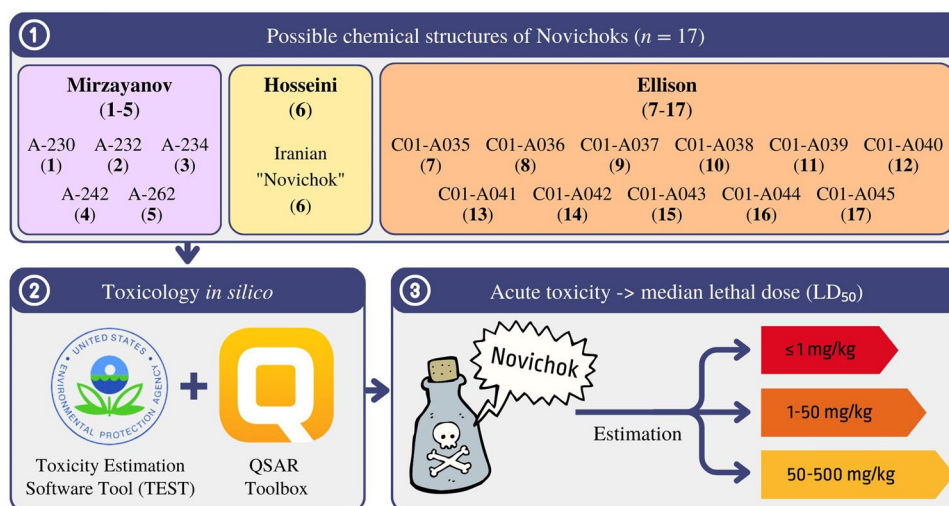 1
Possible chemical structures of Novichoks (n = 17)
Mirzayanov
(1-5)
A-230 A-232 A-234
(1) (2) (3)
A-242 A-262
(4) (5)
Hosseini
(6)
Iranian
"Novichok"
(6)
Ellison
(7-17)
C01-A035 C01-A036 C01-A037 C01-A038 C01-A039 C01-A040
(7) (8) (9) (10) (11) (12)
C01-A041 C01-A042 C01-A043 C01-A044 C01-A045
(13) (14) (15) (16) (17)
2
Toxicology in silico
UNITED STATES
ENVIRONMENTAL PROTECTION AGENCY
+
Q
Toxicity Estimation
Software Tool (TEST)
QSAR
Toolbox
3
Acute toxicity -> median lethal dose (LD₅₀)
Novichok
Estimation
≤1 mg/kg
1-50 mg/kg
50-500 mg/kg